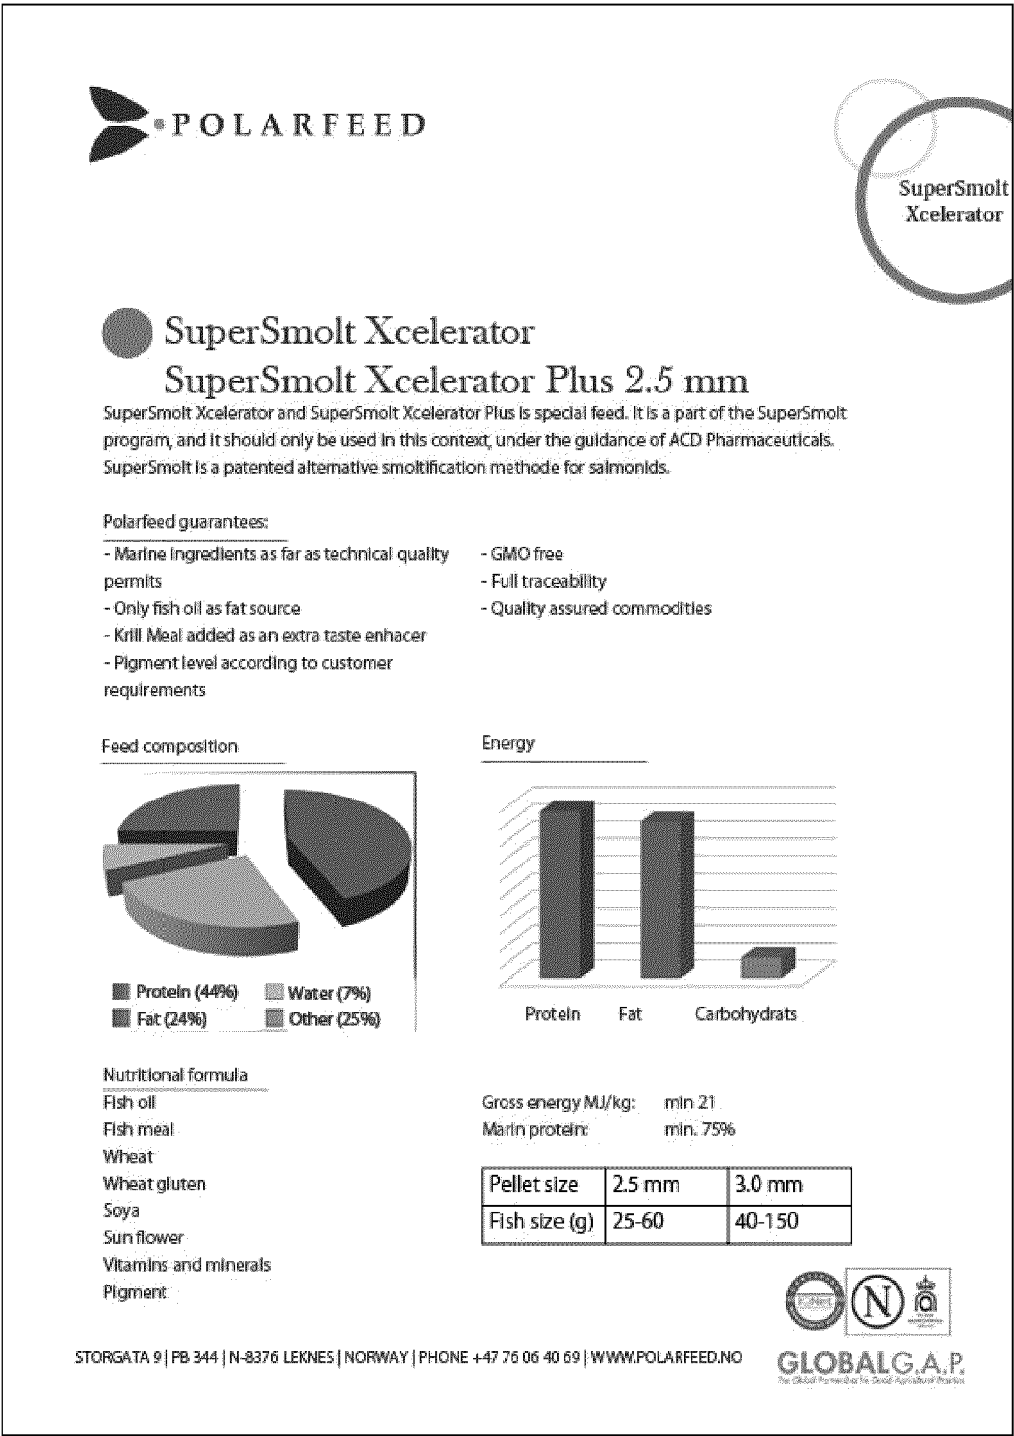 POLARFEED
SuperSmolt
Xcelerator
SuperSmolt Xcelerator
SuperSmolt Xcelerator Plus 2.5 mm
SuperSmolt Xcelerator and SuperSmolt Xcelerator Plus is special feed. It is a part of the SuperSmolt
program, and it should only be used in this context, under the guidance of ACD Pharmaceuticals.
SuperSmolt is a patented alternative smoltification methode for salmonids.
Polarfeed guarantees:
- Marine ingredients as far as technical quality
permits
- Only fish oil as fat source
- Krill Meal added as an extra taste enhacer
- Pigment level according to customer
requirements
- GMO free
- Full traceability
- Quality assured commodities
Feed composition
Protein (44%)
Water (7%)
Fat (24%)
Other (25%)
Energy
Protein Fat Carbohydrats
Nutritional formula
Fish oil
Fish meal
Wheat
Wheat gluten
Soya
Sun flower
Vitamins and minerals
Pigment
Gross energy MJ/kg: min 21
Marin protein: min. 75%
Pellet size 2.5 mm 3.0 mm
Fish size (g) 25-60 40-150
N
STORGATA 9 | PB 344 | N-8376 LEKNES | NORWAY | PHONE +47 76 06 40 69 | WWW.POLARFEED.NO
GLOBALG.A.P.